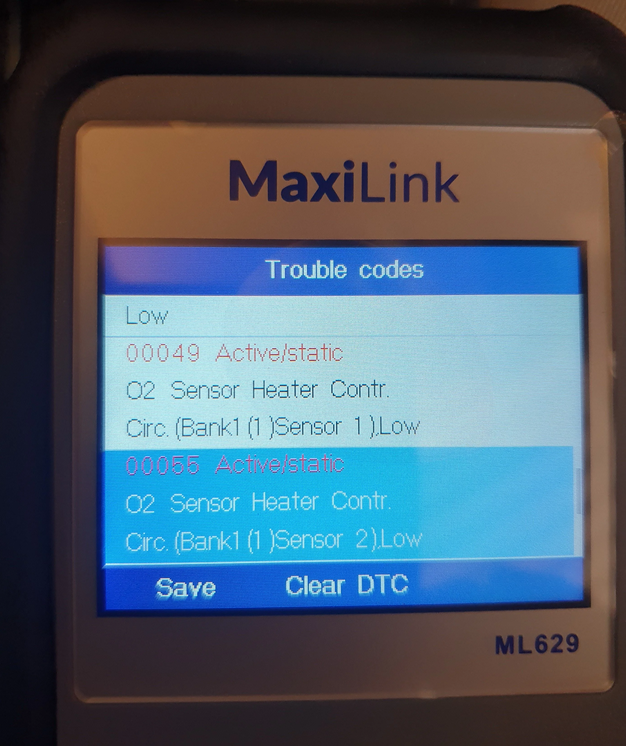 MaxiLink
Trouble codes
Low
00049 Active/static
O2 Sensor Heater Contr.
Circ.(Bank1(1)Sensor 1),Low
00055 Active/static
O2 Sensor Heater Contr.
Circ.(Bank1(1)Sensor 2),Low
Save Clear DTC
ML629